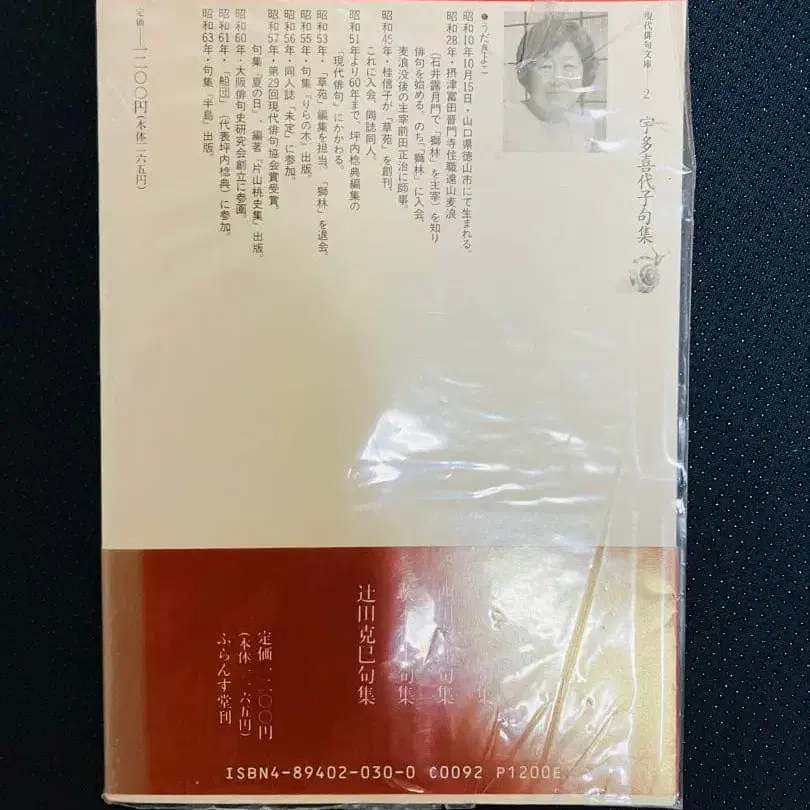 現代俳句文庫―2
宇多喜代子句集
●うだきよこ
昭和10年10月15日・山口県徳山市にて生まれる。
昭和28年・摂津富田普門寺住職遠山麦浪
(石井露月門で「獅林」を主宰)を知り
俳句を始める。のち「獅林」に入会、
麦浪没後の主宰前田正治に師事。
昭和45年・桂信子が「草苑」を創刊。
これに入会、同誌同人。
昭和51年より60年まで、坪内稔典編集の
「現代俳句」にかかわる。
昭和53年・「草苑」編集を担当。「獅林」を退会。
昭和55年・句集『りらの木』出版。
昭和56年・同人誌「未定」に参加。
昭和57年・第29回現代俳句協会賞受賞。
句集『夏の日』・編著『片山桃史集』出版。
昭和60年・大阪俳句史研究会創立に参画。
昭和61年・「船団」(代表坪内稔典)に参加。
昭和63年・句集『半島』出版。
定価――一二〇〇円(本体一一六五円)
集
句集
句集
辻田克巳句集
定価一二〇〇円
(本体一一六五円)
ふらんす堂刊
ISBN4-89402-030-0 C0092 P1200E